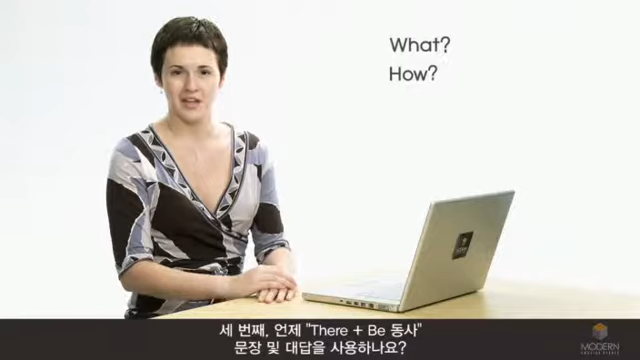 What?
How?
세 번째, 언제 "There + Be 동사"
문장 및 대답을 사용하나요?
MODERN